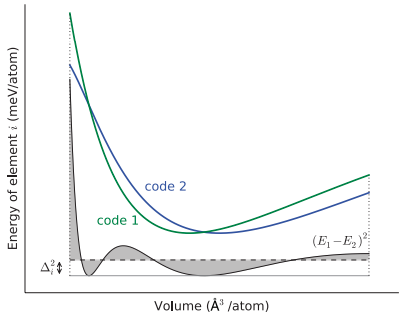 Energy of element i (meV/atom)
code 2
code 1
(E₁−E₂)²
Δᵢ²
Volume (Å³/atom)